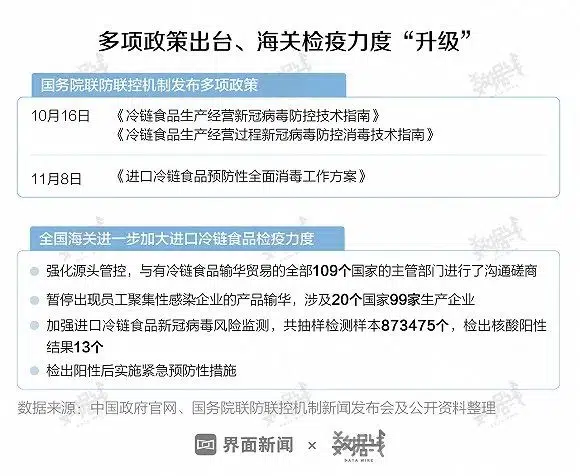 多项政策出台、海关检疫力度“升级”
国务院联防联控机制发布多项政策
10月16日 《冷链食品生产经营新冠病毒防控技术指南》
《冷链食品生产经营过程新冠病毒防控消毒技术指南》
11月8日 《进口冷链食品预防性全面消毒工作方案》
全国海关进一步加大进口冷链食品检疫力度
强化源头管控，与有冷链食品输华贸易的全部109个国家的主管部门进行了沟通磋商
暂停出现员工聚集性感染企业的产品输华，涉及20个国家99家生产企业
加强进口冷链食品新冠病毒风险监测，共抽样检测样本873475个，检出核酸阳性
结果13个
检出阳性后实施紧急预防性措施
数据来源：中国政府官网、国务院联防联控机制新闻发布会及公开资料整理
界面新闻 × 数据线
DATA WIRE